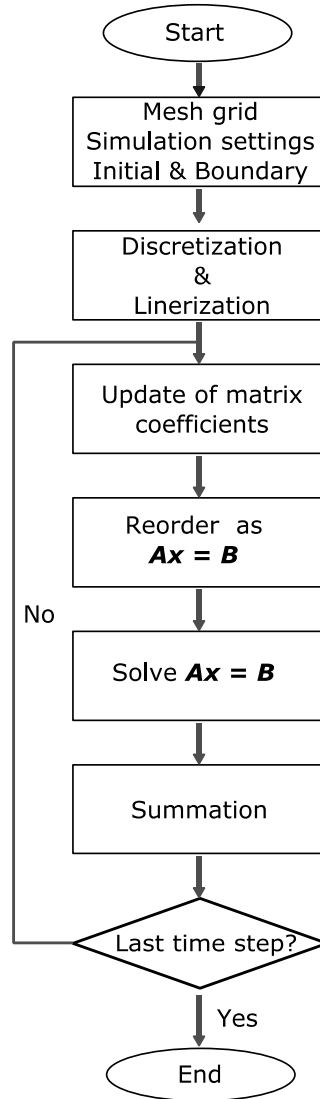 Start
Mesh grid
Simulation settings
Initial & Boundary
Discretization
&
Linerization
Update of matrix
coefficients
Reorder as
Ax = B
No
Solve Ax = B
Summation
Last time step?
Yes
End